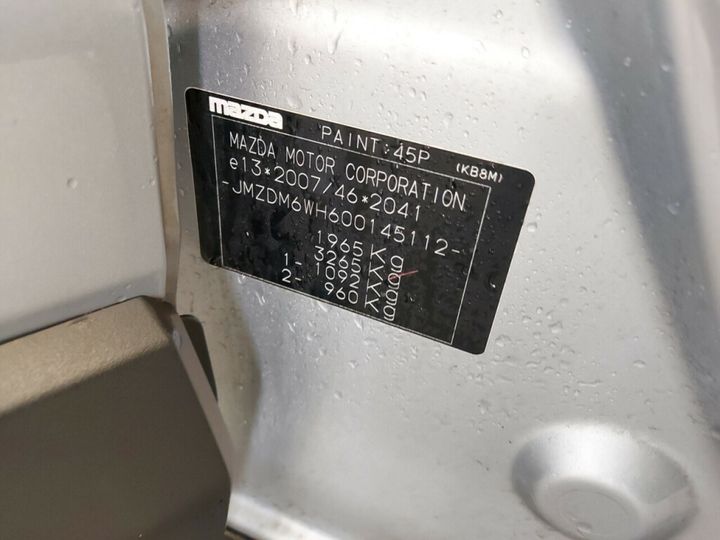 mazda PAINT:45P (KB8M)
MAZDA MOTOR CORPORATION
e13*2007/46*2041
-JMZDM6WH600145112-
1965 Kg
3265 Kg
1- 1092 Kg
2- 960 Kg